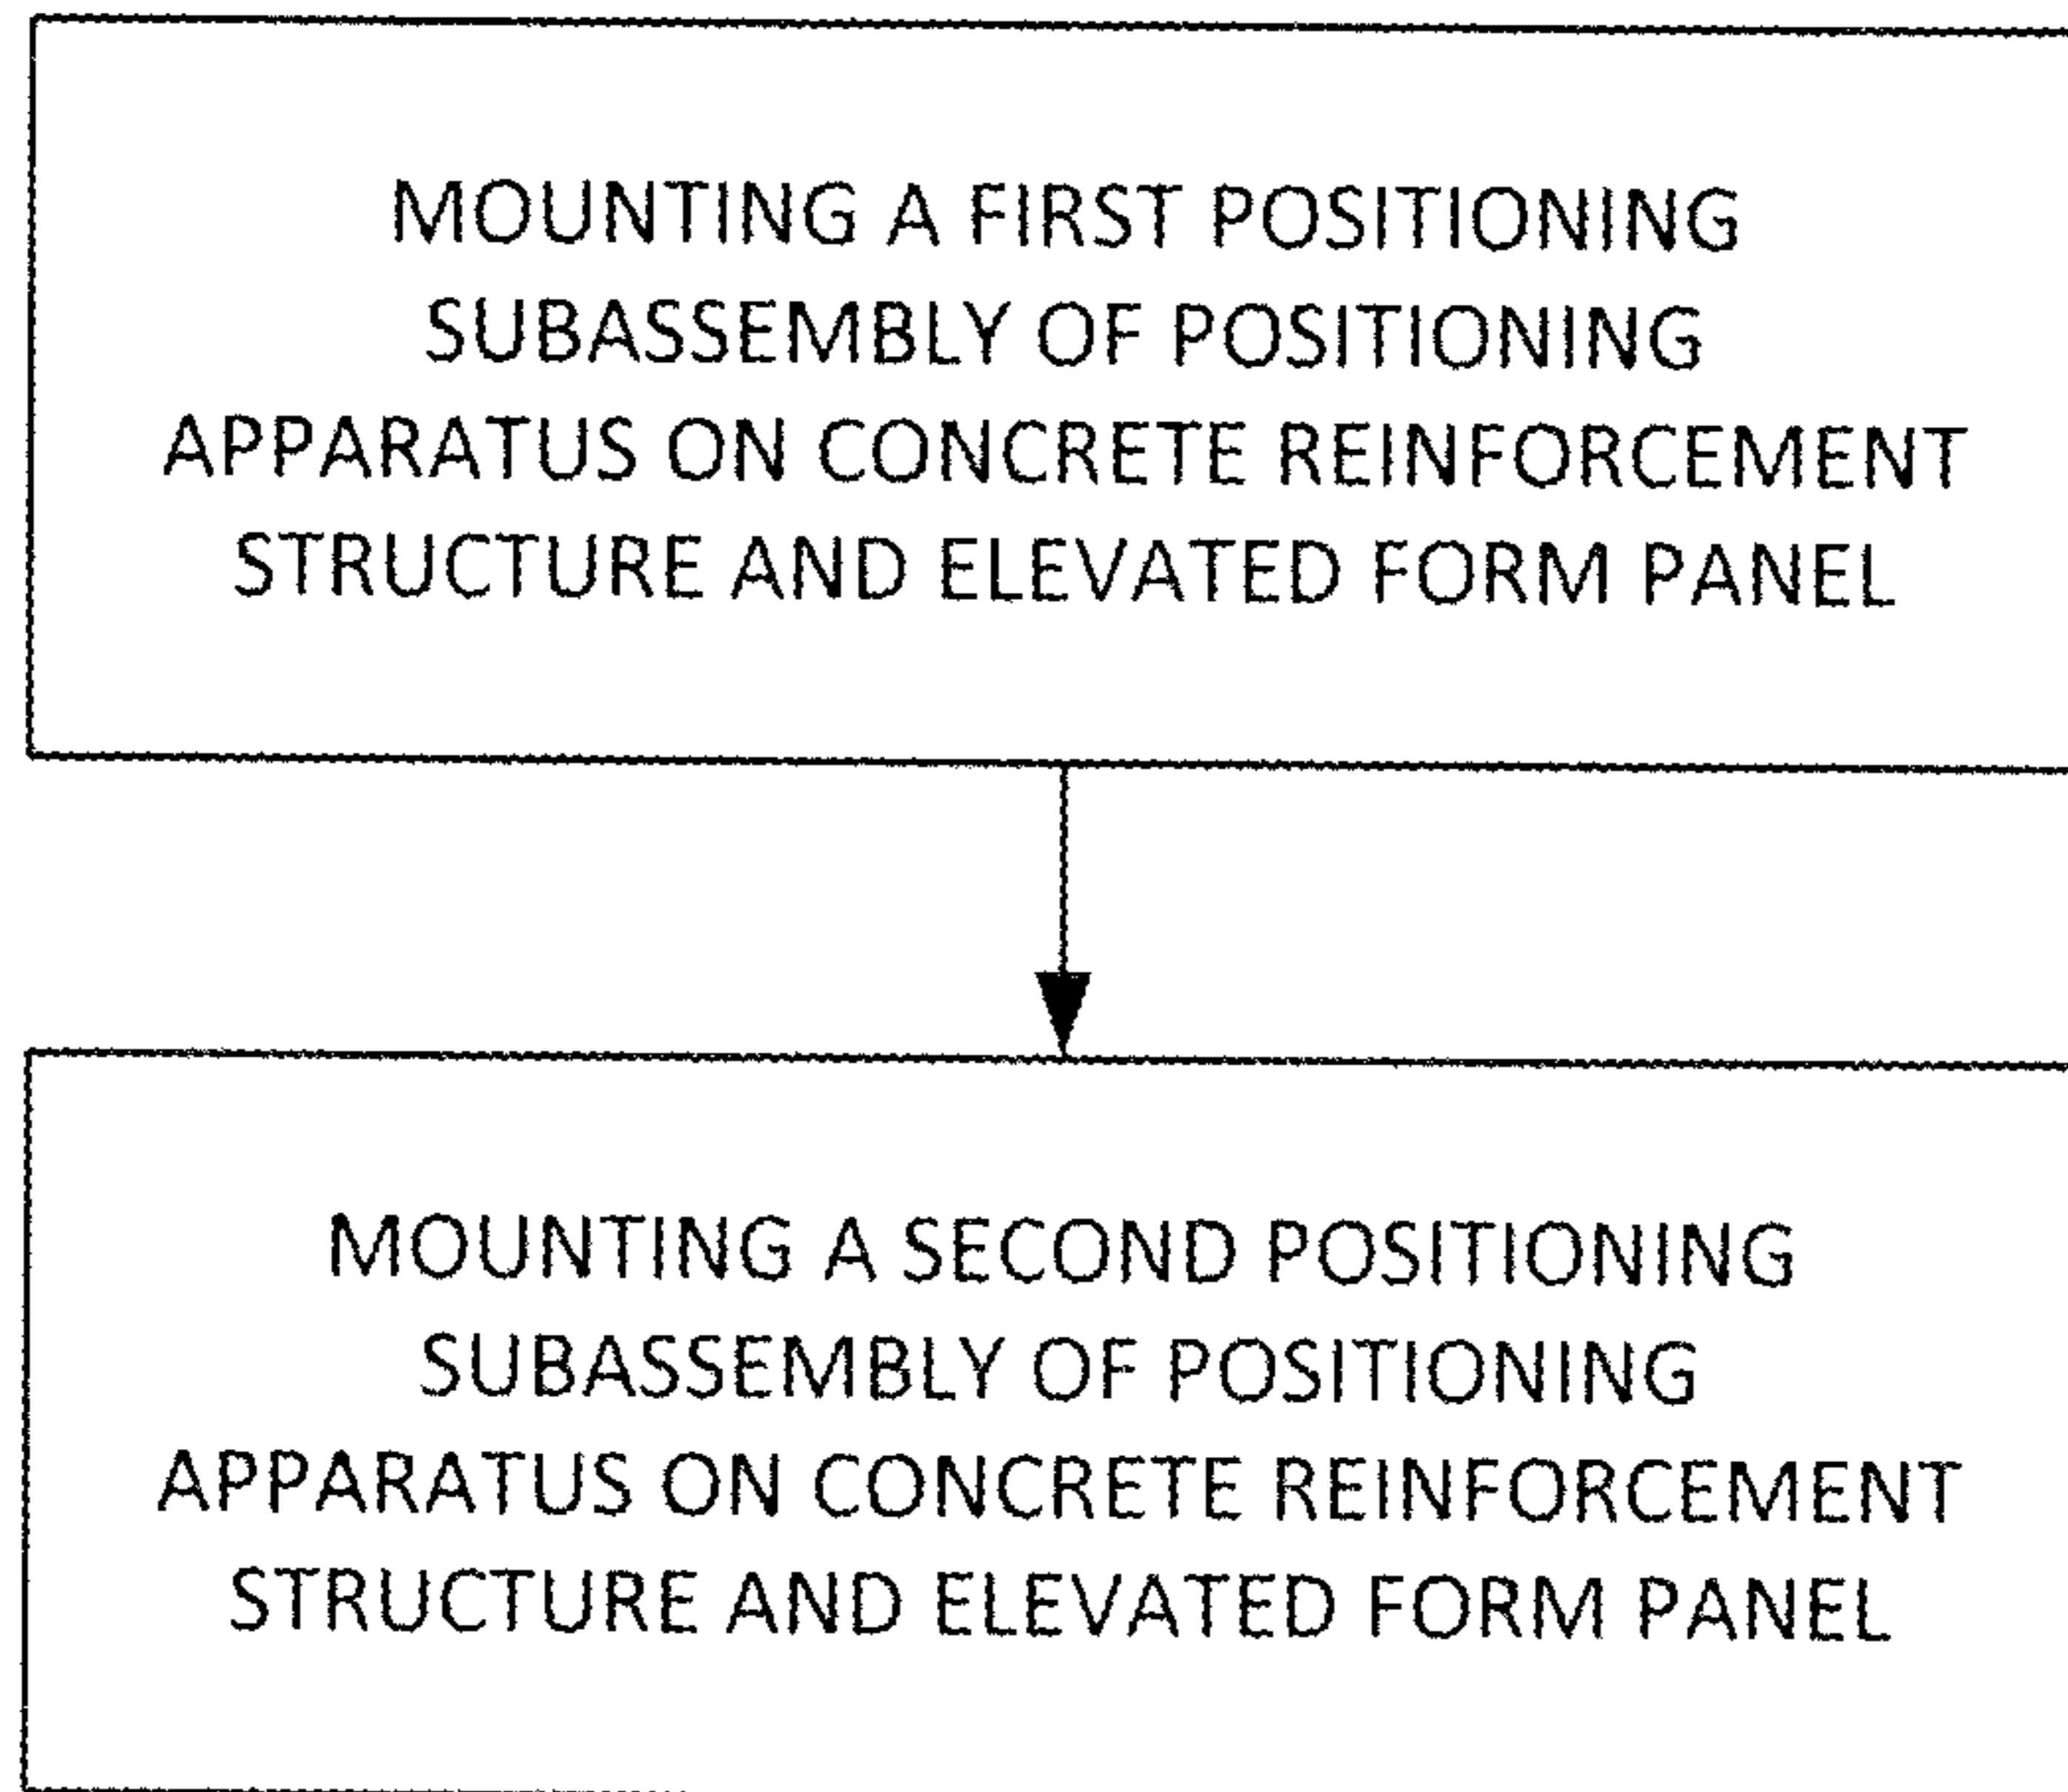 MOUNTING A FIRST POSITIONING
SUBASSEMBLY OF POSITIONING
APPARATUS ON CONCRETE REINFORCEMENT
STRUCTURE AND ELEVATED FORM PANEL
MOUNTING A SECOND POSITIONING
SUBASSEMBLY OF POSITIONING
APPARATUS ON CONCRETE REINFORCEMENT
STRUCTURE AND ELEVATED FORM PANEL